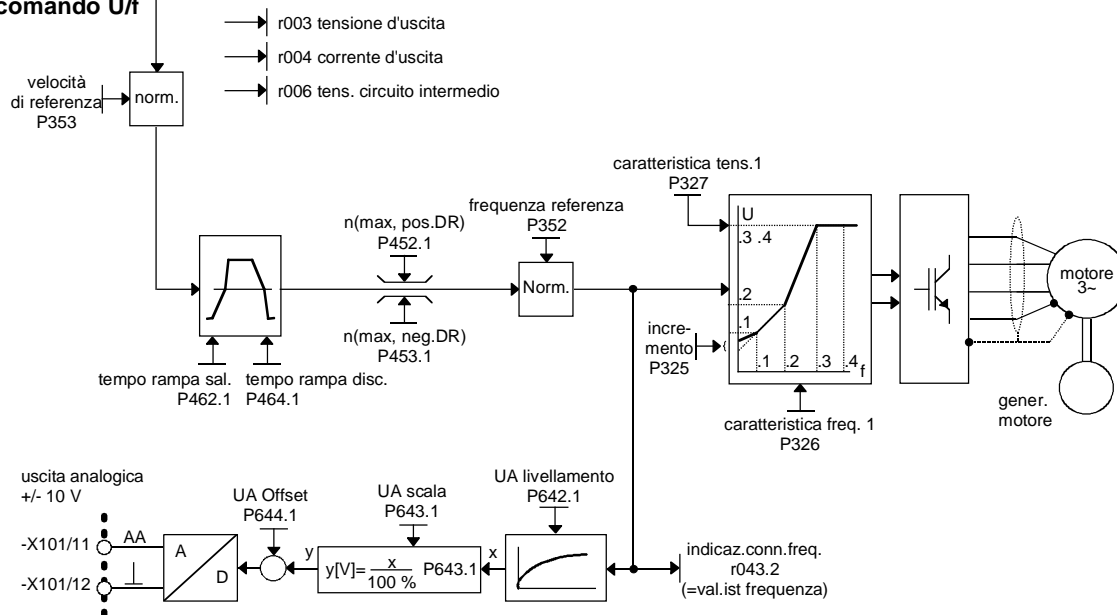 comando U/f
r003 tensione d'uscita
r004 corrente d'uscita
r006 tens. circuito intermedio
velocità
di referenza
P353
norm.
caratteristica tens.1
P327
frequenza referenza
P352
n(max, pos.DR)
P452.1
Norm.
n(max, neg.DR)
P453.1
tempo rampa sal.
P462.1
tempo rampa disc.
P464.1
U
.3 .4
.2
.1
.1 .2 .3 .4
f
incre-
mento
P325
caratteristica freq. 1
P326
motore
3~
gener.
motore
uscita analogica
+/- 10 V
-X101/11
AA
-X101/12
A
D
UA Offset
P644.1
UA scala
P643.1
y
y[V]= x
100 % P643.1
x
UA livellamento
P642.1
indicaz.conn.freq.
r043.2
(=val.ist frequenza)